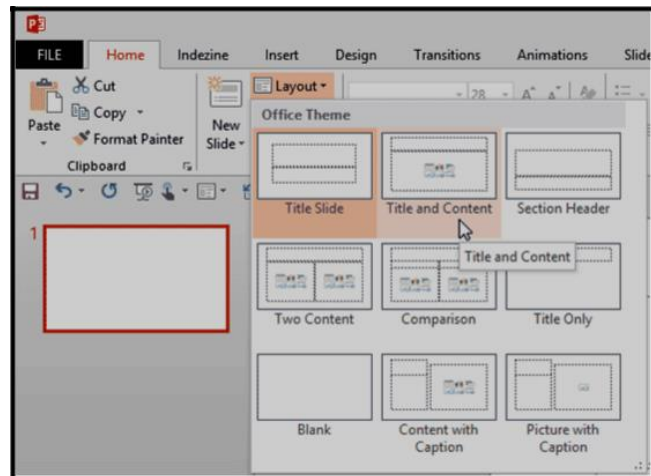 FILE Home Indezine Insert Design Transitions Animations Slide
Cut
Copy
Format Painter
Paste
Clipboard
New
Slide
Layout
28
Office Theme
Title Slide Title and Content Section Header
Title and Content
Two Content Comparison Title Only
Blank Content with Caption Picture with Caption
1